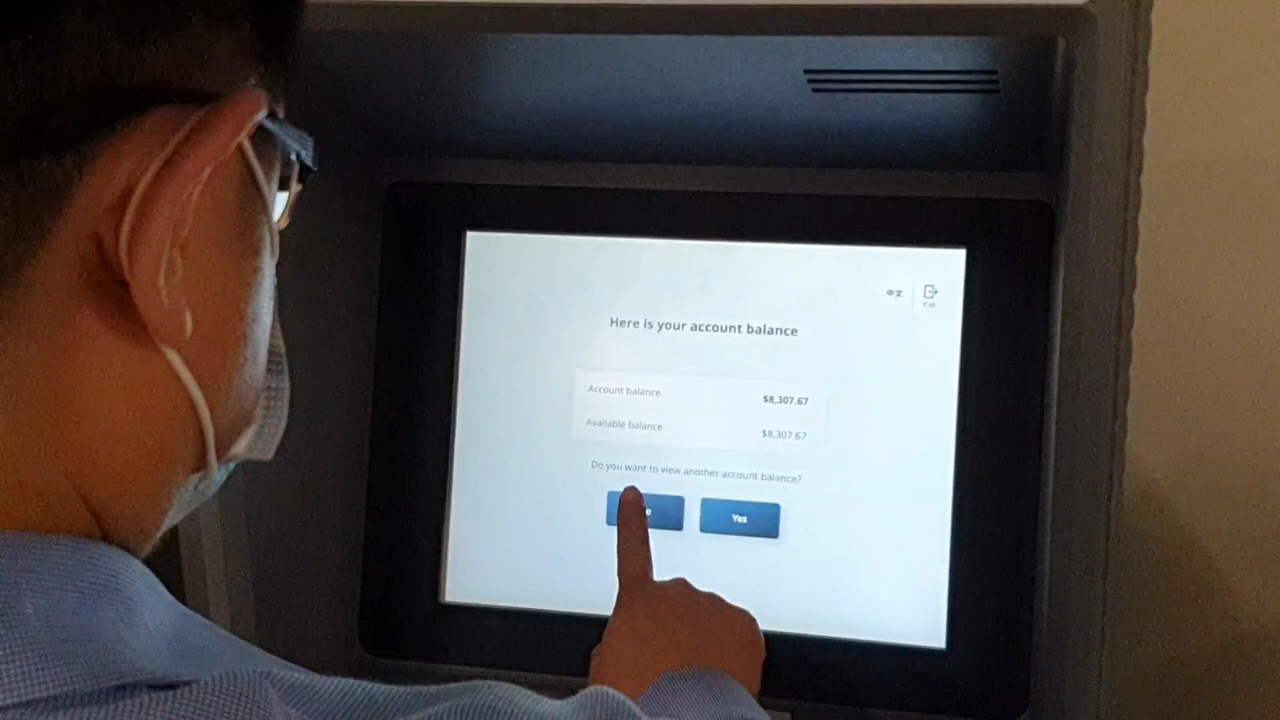 中文
Exit
Here is your account balance
Account balance $8,307.67
Available balance $8,307.67
Do you want to view another account balance?
Yes